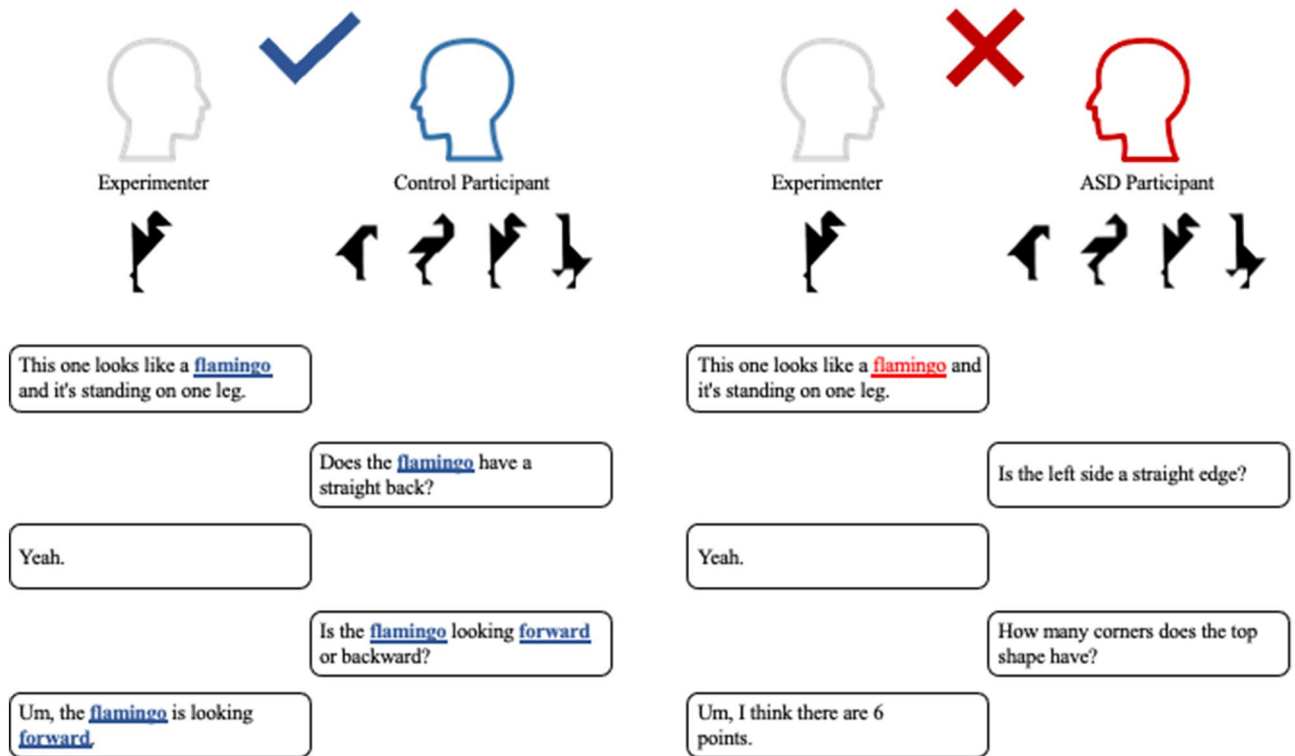 Experimenter
Control Participant
This one looks like a flamingo
and it's standing on one leg.
Does the flamingo have a
straight back?
Yeah.
Is the flamingo looking forward
or backward?
Um, the flamingo is looking
forward.
Experimenter
ASD Participant
This one looks like a flamingo and
it's standing on one leg.
Is the left side a straight edge?
Yeah.
How many corners does the top
shape have?
Um, I think there are 6
points.